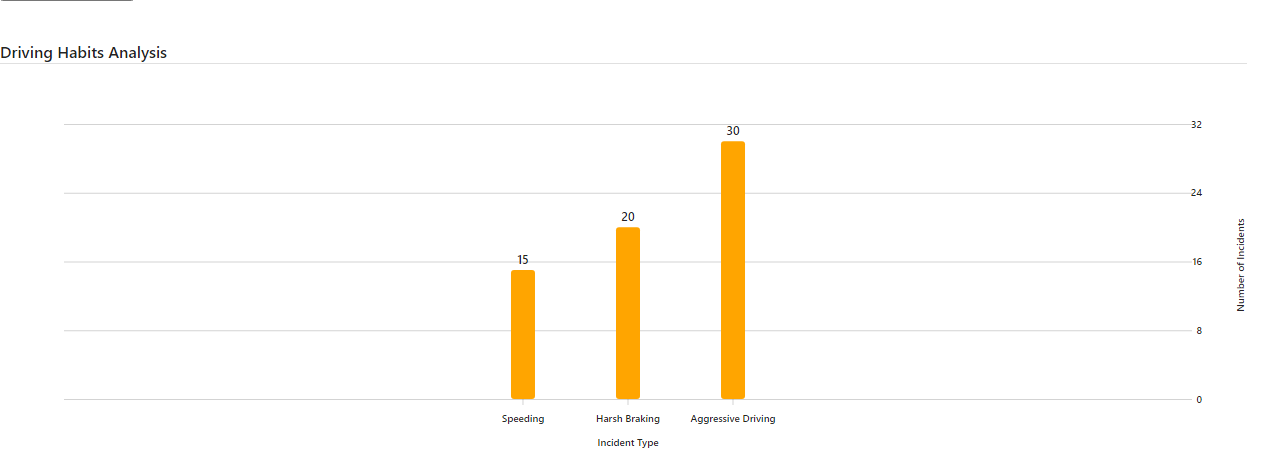 Driving Habits Analysis
32
30
24
20
16
15
8
0
Number of Incidents
Speeding
Harsh Braking
Aggressive Driving
Incident Type